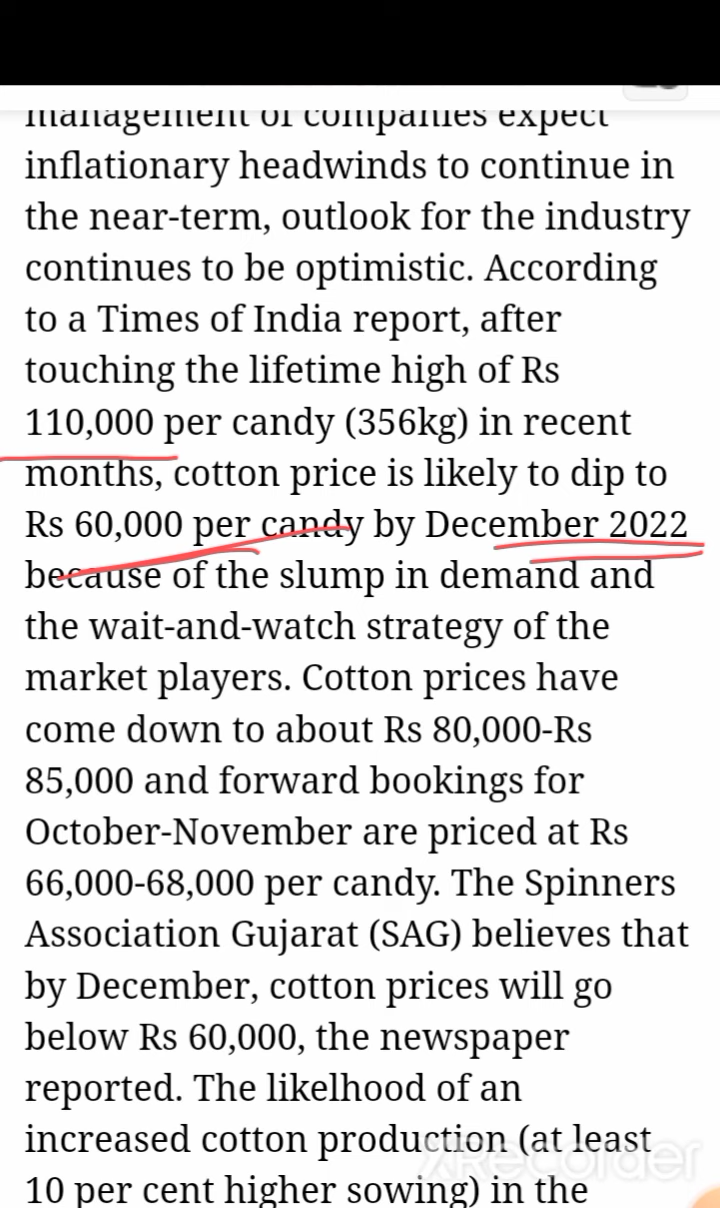 management of companies expect
inflationary headwinds to continue in
the near-term, outlook for the industry
continues to be optimistic. According
to a Times of India report, after
touching the lifetime high of Rs
110,000 per candy (356kg) in recent
months, cotton price is likely to dip to
Rs 60,000 per candy by December 2022
because of the slump in demand and
the wait-and-watch strategy of the
market players. Cotton prices have
come down to about Rs 80,000-Rs
85,000 and forward bookings for
October-November are priced at Rs
66,000-68,000 per candy. The Spinners
Association Gujarat (SAG) believes that
by December, cotton prices will go
below Rs 60,000, the newspaper
reported. The likelhood of an
increased cotton production (at least
XRecorder
10 per cent higher sowing) in the